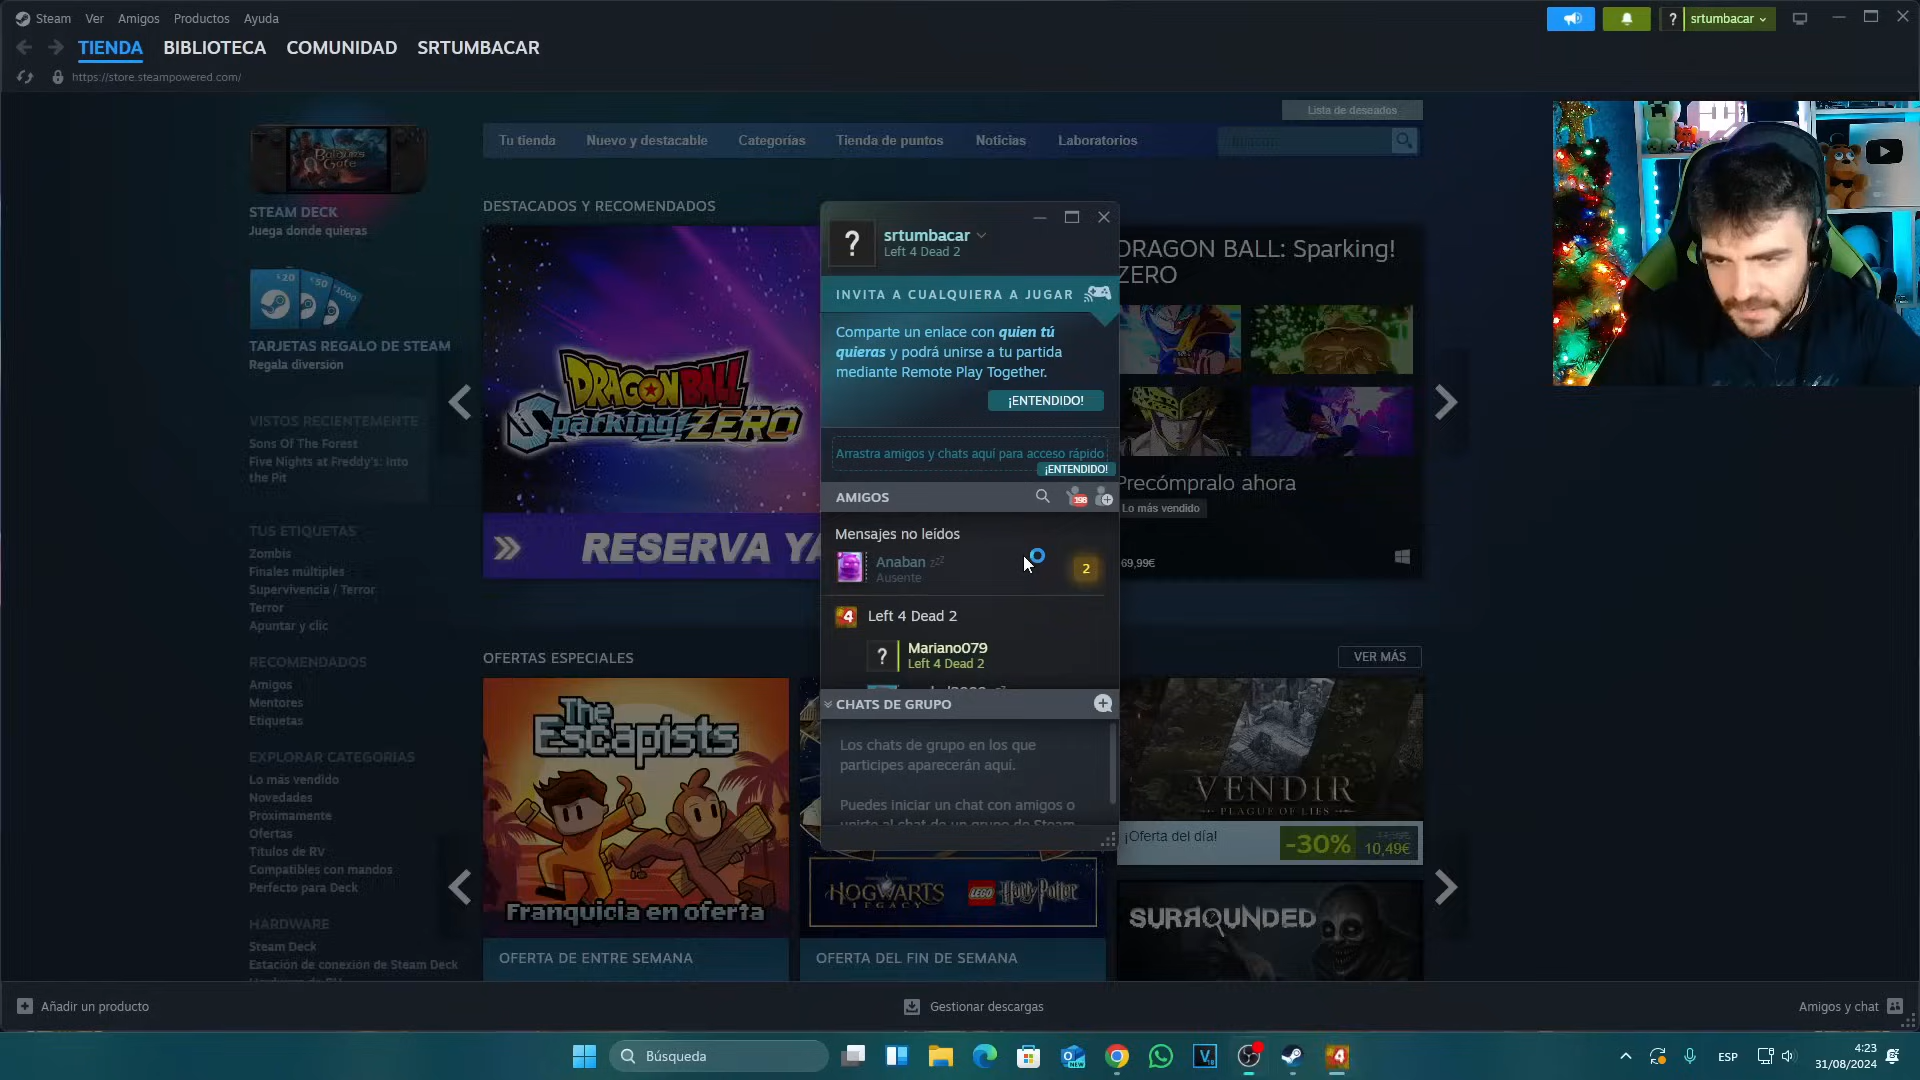 Steam Ver Amigos Productos Ayuda
? srtumbacar
TIENDA BIBLIOTECA COMUNIDAD SRTUMBACAR
https://store.steampowered.com/
Lista de deseados
Tu tienda Nuevo y destacable Categorías Tienda de puntos Noticias Laboratorios
STEAM DECK
Juega donde quieras
TARJETAS REGALO DE STEAM
Regala diversión
VISTOS RECIENTEMENTE
Sons Of The Forest
Five Nights at Freddy's: Into
the Pit
TUS ETIQUETAS
Zombis
Finales múltiples
Supervivencia / Terror
Terror
Apuntar y clic
RECOMENDADOS
Amigos
Mentores
Etiquetas
EXPLORAR CATEGORÍAS
Lo más vendido
Novedades
Próximamente
Ofertas
Títulos de RV
Compatibles con mandos
Perfecto para Deck
HARDWARE
Steam Deck
Estación de conexión de Steam Deck
DESTACADOS Y RECOMENDADOS
DRAGON BALL
Sparking! ZERO
RESERVA YA
DRAGON BALL: Sparking!
ZERO
Precómpralo ahora
Lo más vendido
69,99€
? srtumbacar
Left 4 Dead 2
INVITA A CUALQUIERA A JUGAR
Comparte un enlace con quien tú
quieras y podrá unirse a tu partida
mediante Remote Play Together.
¡ENTENDIDO!
Arrastra amigos y chats aquí para acceso rápido
¡ENTENDIDO!
AMIGOS
198
Mensajes no leídos
Anaban zzz
Ausente
2
4 Left 4 Dead 2
? Mariano079
Left 4 Dead 2
CHATS DE GRUPO
Los chats de grupo en los que
participes aparecerán aquí.
Puedes iniciar un chat con amigos o
unirte al chat de un grupo de Steam
OFERTAS ESPECIALES
VER MÁS
The
Escapists
Franquicia en oferta
OFERTA DE ENTRE SEMANA
HOGWARTS
LEGACY
LEGO Harry Potter
OFERTA DEL FIN DE SEMANA
VENDIR
PLAGUE OF LIES
¡Oferta del día!
-30%
10,49€
SURROUNDED
Añadir un producto
Gestionar descargas
Amigos y chat
Búsqueda
ESP
4:23
31/08/2024